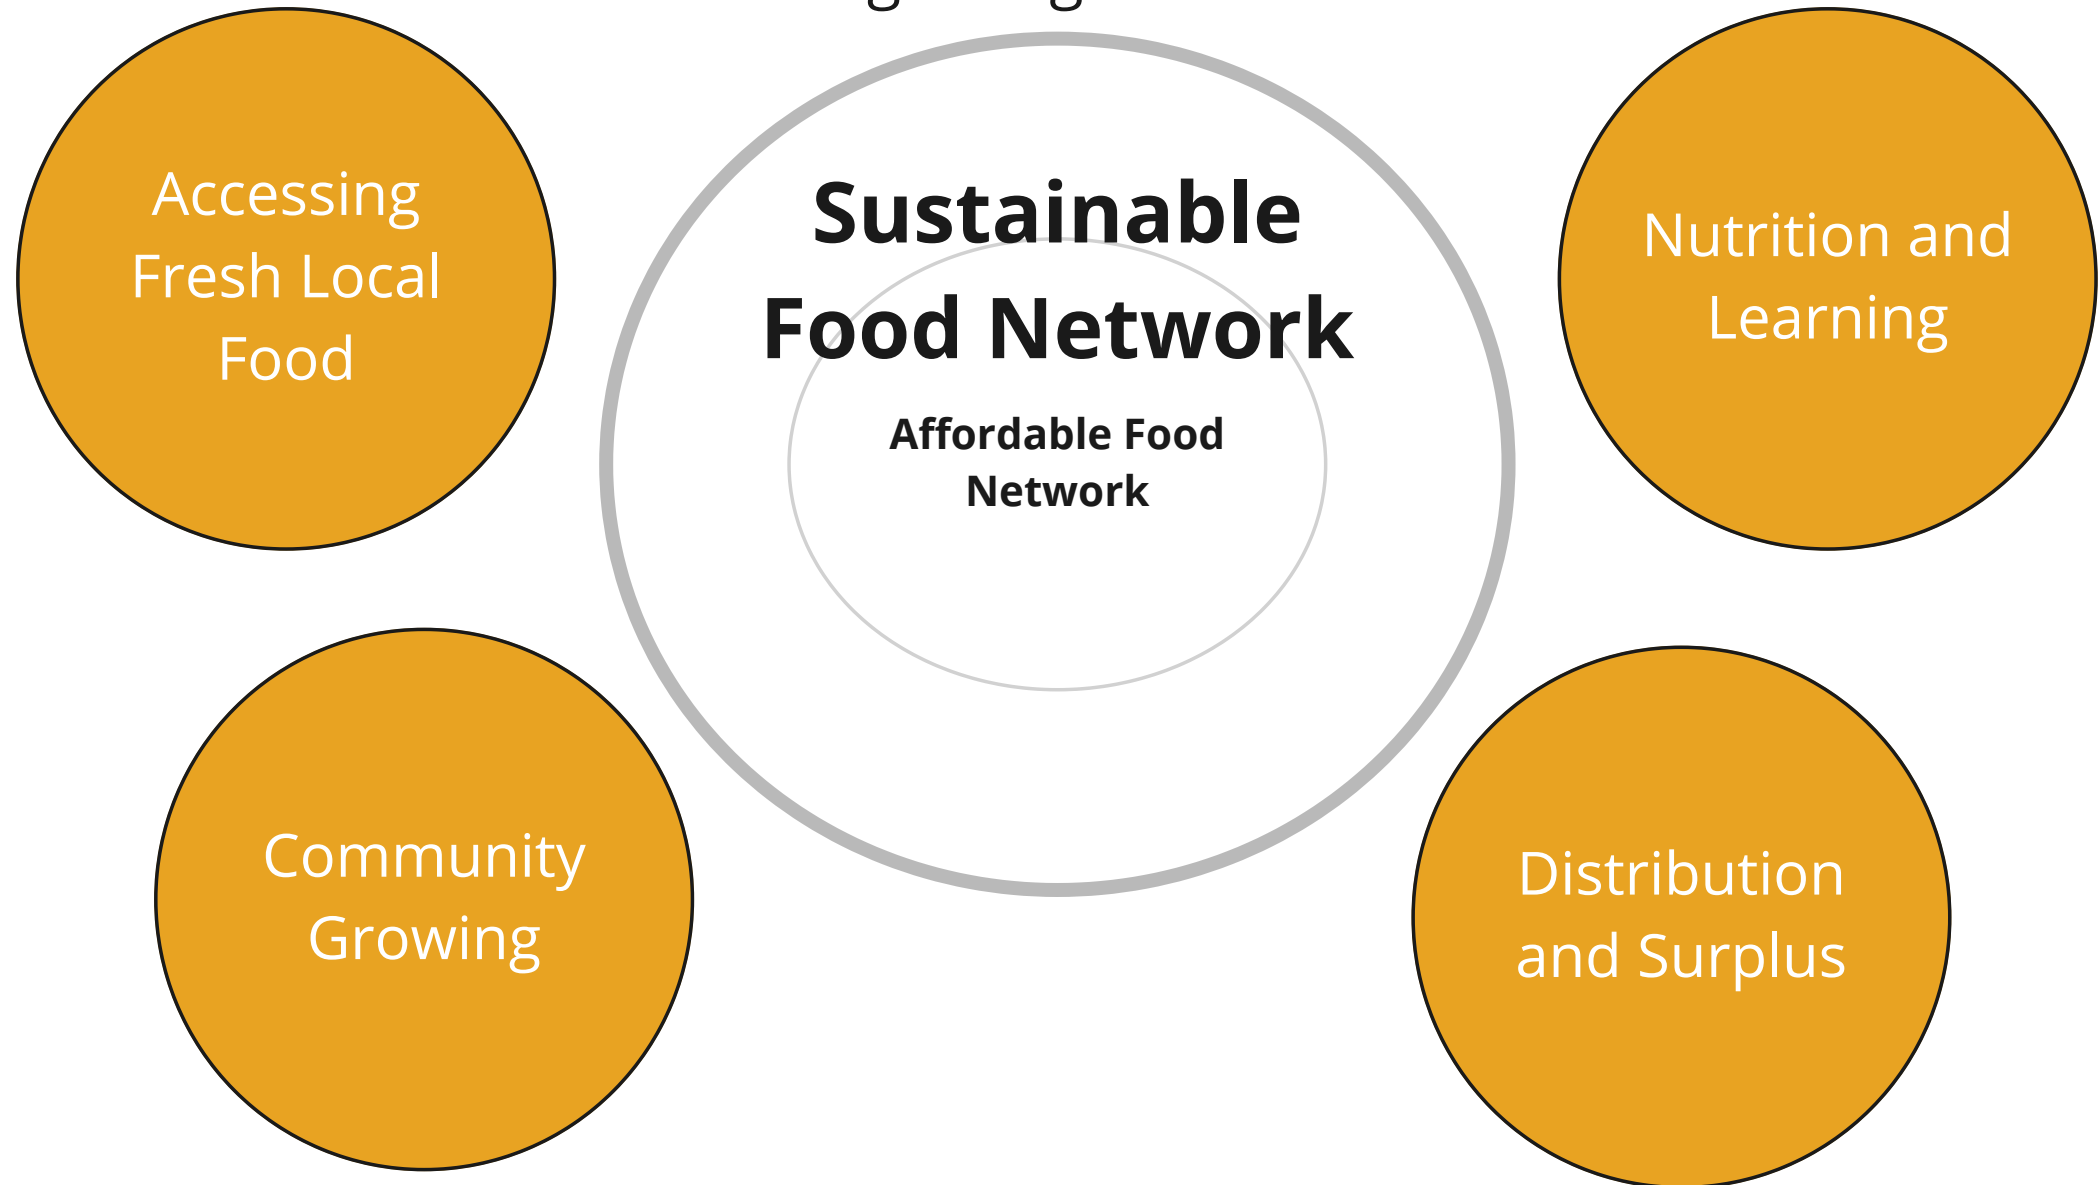 Accessing
Fresh Local
Food
Sustainable
Food Network
Affordable Food
Network
Nutrition and
Learning
Community
Growing
Distribution
and Surplus